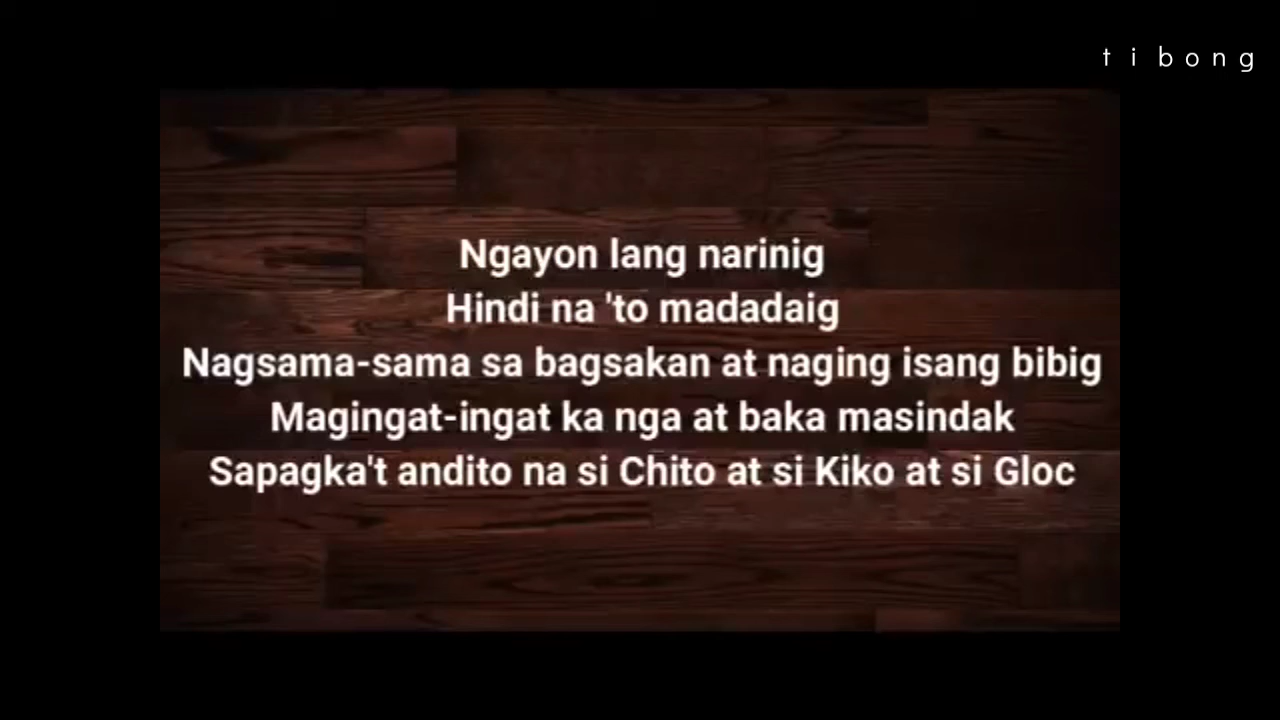 tibong
Ngayon lang narinig
Hindi na 'to madadaig
Nagsama-sama sa bagsakan at naging isang bibig
Magingat-ingat ka nga at baka masindak
Sapagka't andito na si Chito at si Kiko at si Gloc